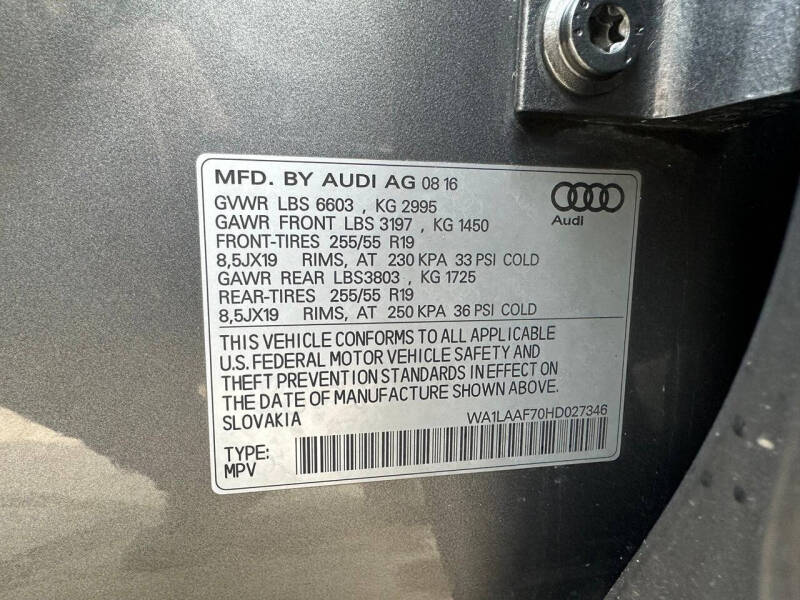 MFD. BY AUDI AG 08 16
GVWR LBS 6603 , KG 2995
GAWR FRONT LBS 3197 , KG 1450
FRONT-TIRES 255/55 R19
8,5JX19 RIMS, AT 230 KPA 33 PSI COLD
GAWR REAR LBS3803 , KG 1725
REAR-TIRES 255/55 R19
8,5JX19 RIMS, AT 250 KPA 36 PSI COLD
Audi
THIS VEHICLE CONFORMS TO ALL APPLICABLE
U.S. FEDERAL MOTOR VEHICLE SAFETY AND
THEFT PREVENTION STANDARDS IN EFFECT ON
THE DATE OF MANUFACTURE SHOWN ABOVE.
SLOVAKIA WA1LAAF70HD027346
TYPE:
MPV